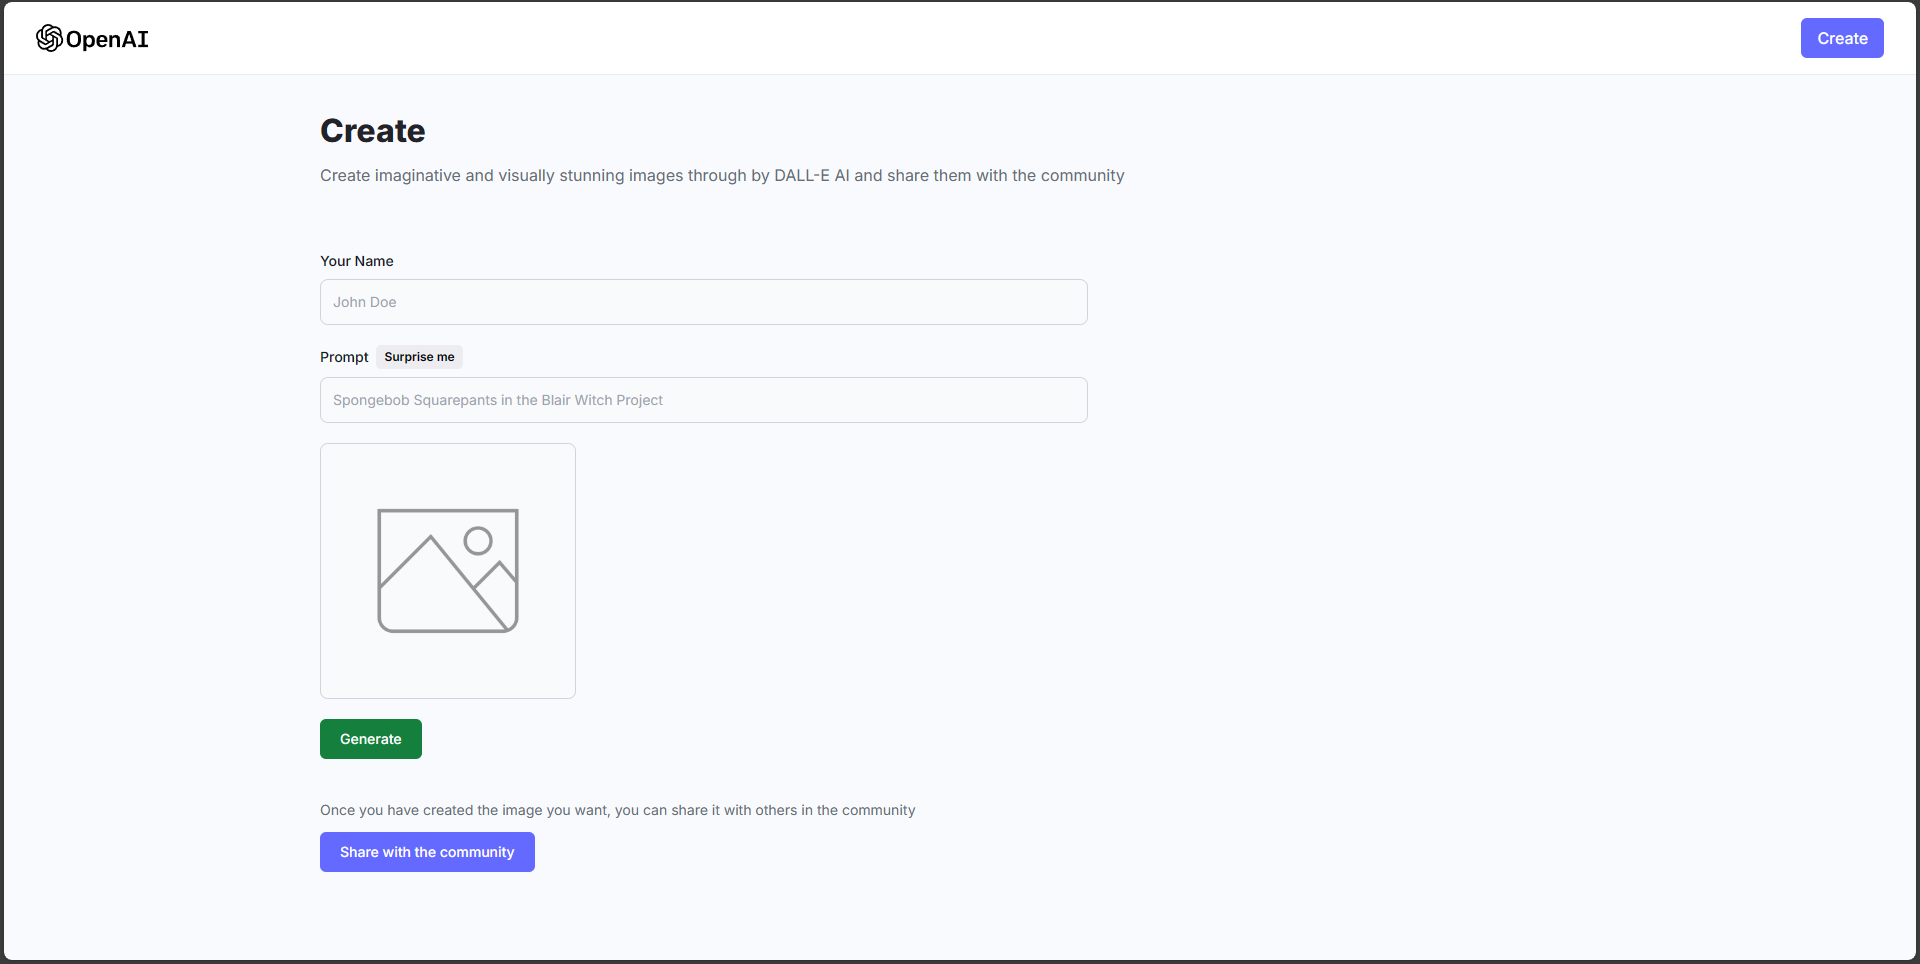 OpenAI
Create
Create
Create imaginative and visually stunning images through by DALL-E AI and share them with the community
Your Name
John Doe
Prompt Surprise me
Spongebob Squarepants in the Blair Witch Project
Generate
Once you have created the image you want, you can share it with others in the community
Share with the community